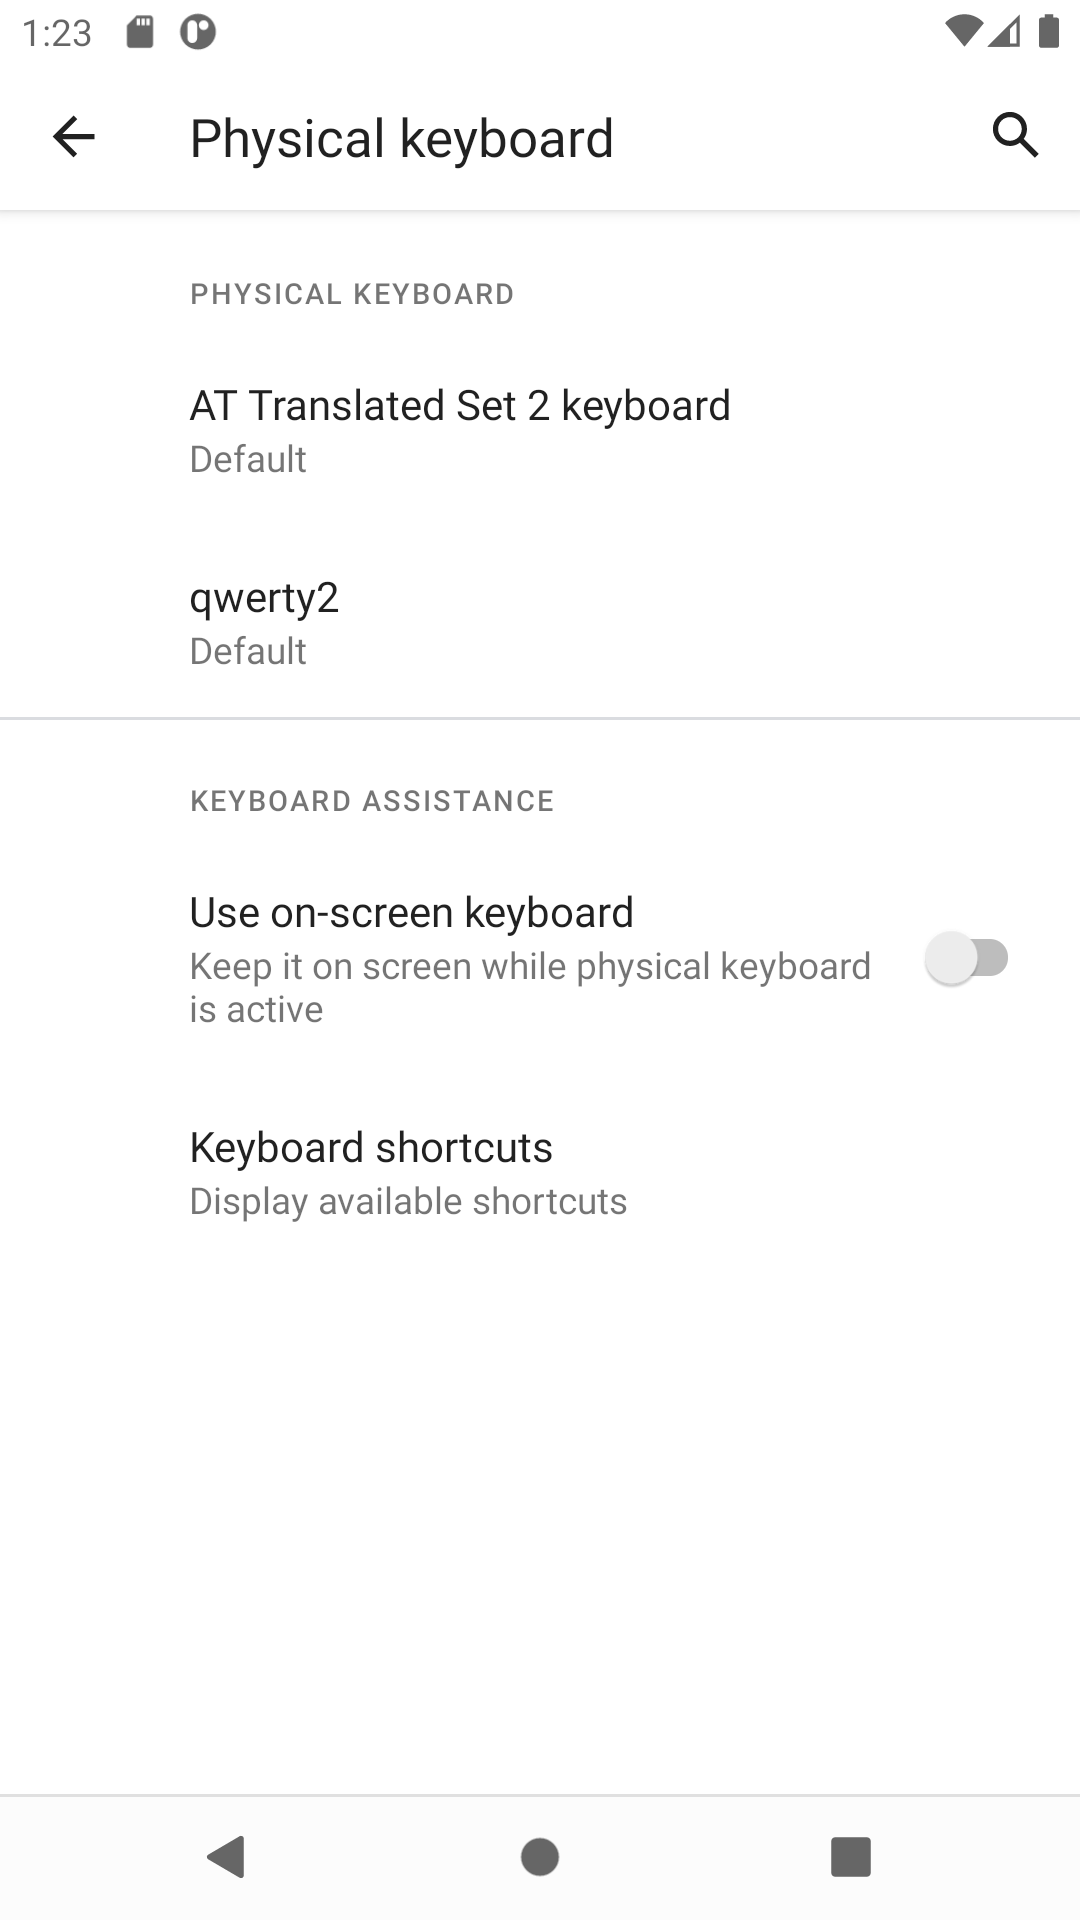 1:23
Physical keyboard
PHYSICAL KEYBOARD
AT Translated Set 2 keyboard
Default
qwerty2
Default
KEYBOARD ASSISTANCE
Use on-screen keyboard
Keep it on screen while physical keyboard
is active
Keyboard shortcuts
Display available shortcuts